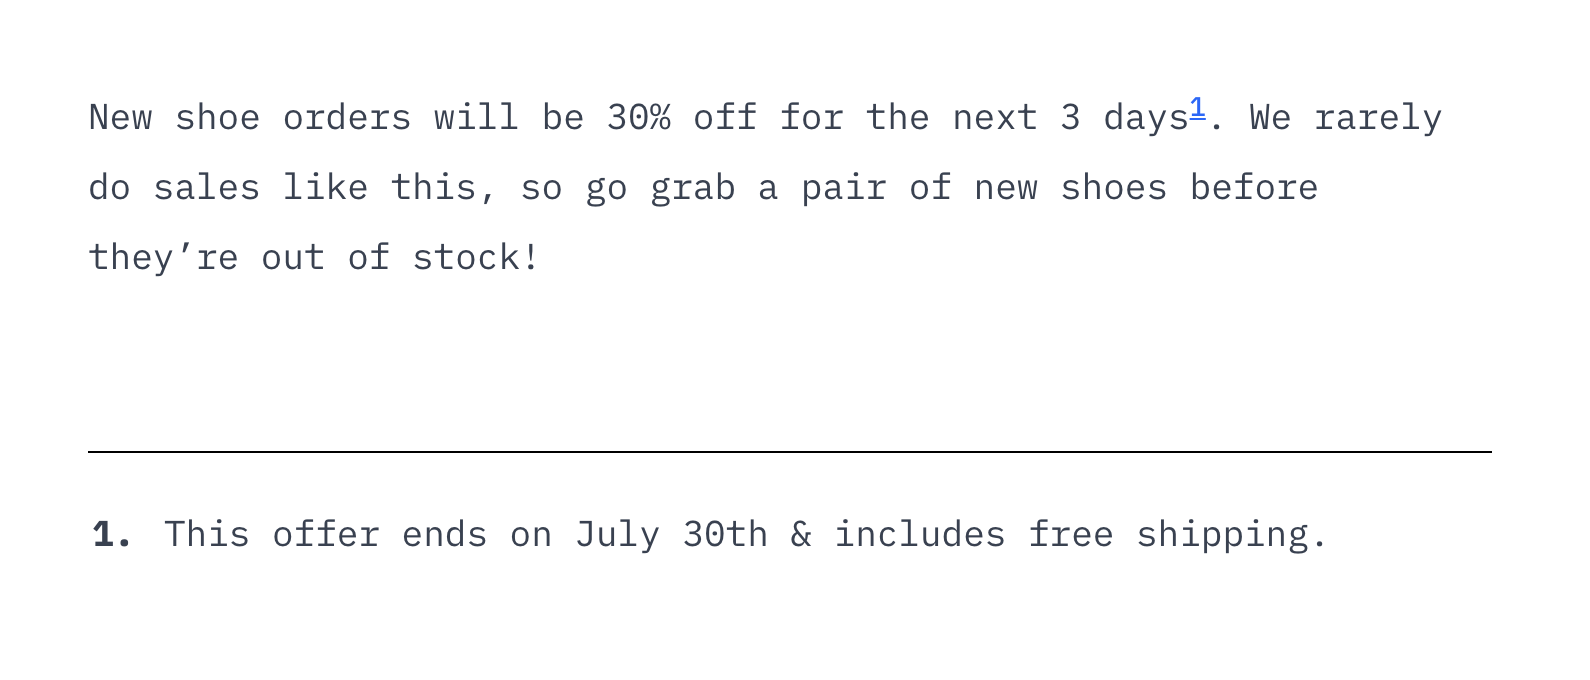 New shoe orders will be 30% off for the next 3 days1. We rarely
do sales like this, so go grab a pair of new shoes before
they’re out of stock!
1. This offer ends on July 30th & includes free shipping.